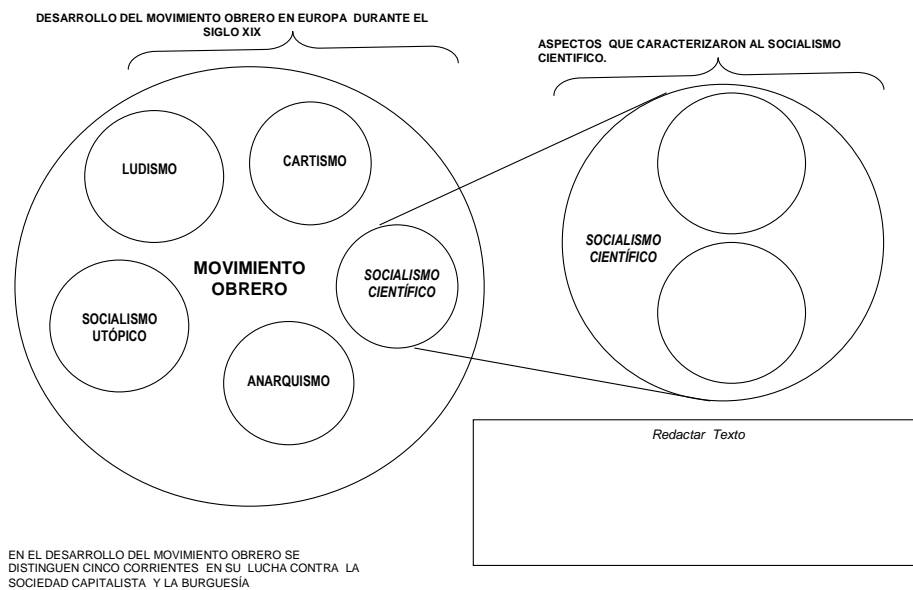 DESARROLLO DEL MOVIMIENTO OBRERO EN EUROPA DURANTE EL
SIGLO XIX
ASPECTOS QUE CARACTERIZARON AL SOCIALISMO
CIENTIFICO.
LUDISMO
CARTISMO
MOVIMIENTO
OBRERO
SOCIALISMO
CIENTÍFICO
SOCIALISMO
UTÓPICO
ANARQUISMO
SOCIALISMO
CIENTÍFICO
Redactar Texto
EN EL DESARROLLO DEL MOVIMIENTO OBRERO SE
DISTINGUEN CINCO CORRIENTES EN SU LUCHA CONTRA LA
SOCIEDAD CAPITALISTA Y LA BURGUESÍA